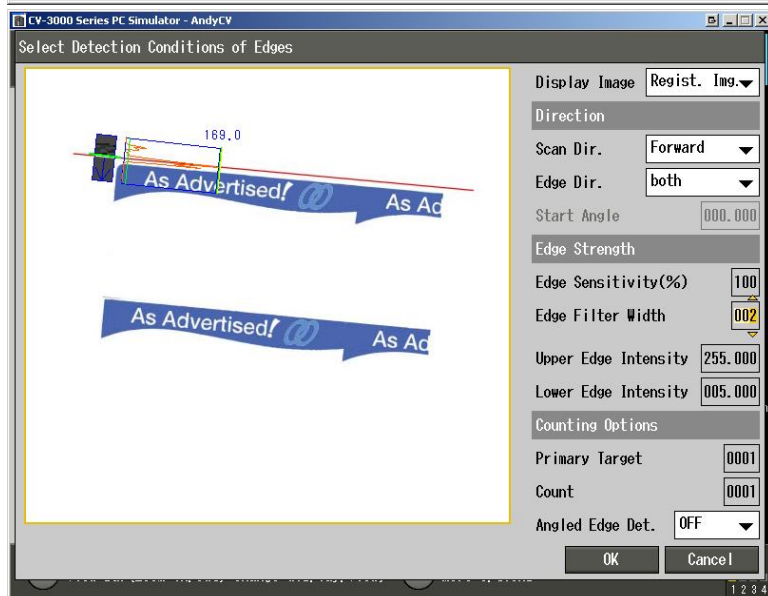 CV-3000 Series PC Simulator - AndyCV
Select Detection Conditions of Edges
Display Image Regist. Img.
Direction
Scan Dir. Forward
Edge Dir. both
Start Angle 000.000
Edge Strength
Edge Sensitivity(%) 100
Edge Filter Width 002
Upper Edge Intensity 255.000
Lower Edge Intensity 005.000
Counting Options
Primary Target 0001
Count 0001
Angled Edge Det. OFF
OK Cancel
169.0
As Advertised! As Ad
As Advertised! As Ad
1 2 3 4